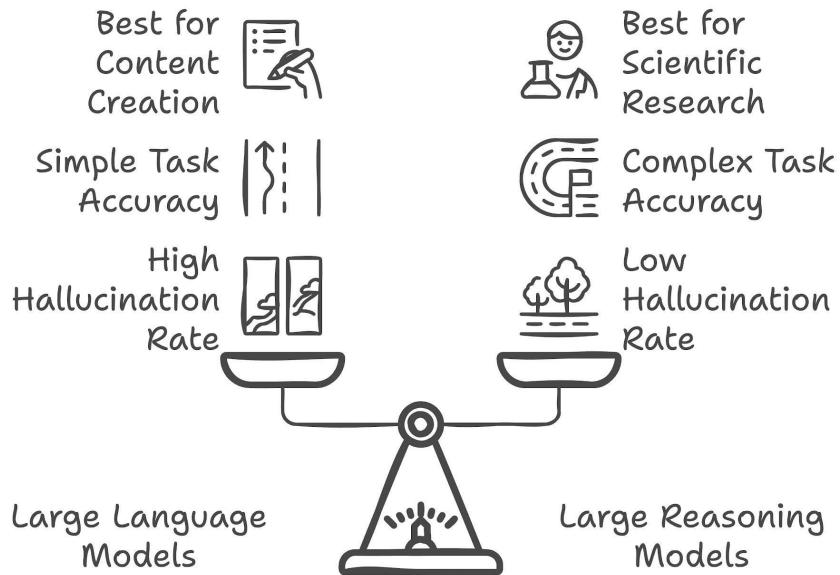 Best for
Content
Creation
Best for
Scientific
Research
Simple Task
Accuracy
Complex Task
Accuracy
High
Hallucination
Rate
Low
Hallucination
Rate
Large Language
Models
Large Reasoning
Models